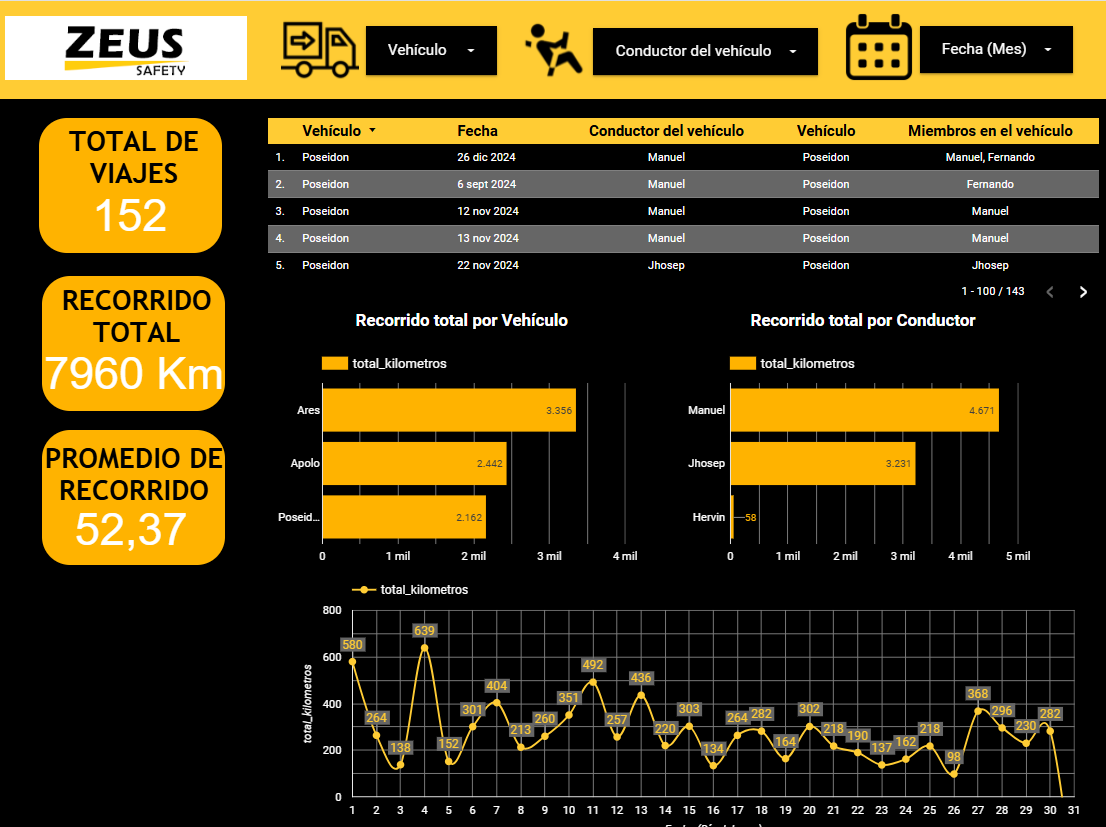 ZEUS
SAFETY
Vehículo
Conductor del vehículo
Fecha (Mes)
TOTAL DE
VIAJES
152
RECORRIDO
TOTAL
7960 Km
PROMEDIO DE
RECORRIDO
52,37
Vehículo Fecha Conductor del vehículo Vehículo Miembros en el vehículo
1. Poseidon 26 dic 2024 Manuel Poseidon Manuel, Fernando
2. Poseidon 6 sept 2024 Manuel Poseidon Fernando
3. Poseidon 12 nov 2024 Manuel Poseidon Manuel
4. Poseidon 13 nov 2024 Manuel Poseidon Manuel
5. Poseidon 22 nov 2024 Jhosep Poseidon Jhosep
1 - 100 / 143
Recorrido total por Vehículo
total_kilometros
Ares 3.356
Apolo 2.442
Poseid... 2.162
0 1 mil 2 mil 3 mil 4 mil
Recorrido total por Conductor
total_kilometros
Manuel 4.671
Jhosep 3.231
Hervin 58
0 1 mil 2 mil 3 mil 4 mil 5 mil
total_kilometros
total_kilometros
800
600
400
200
0
580 264 138 639 152 301 404 213 260 351 492 257 436 220 303 134 264 282 164 302 218 190 137 162 218 98 368 296 230 282
1 2 3 4 5 6 7 8 9 10 11 12 13 14 15 16 17 18 19 20 21 22 23 24 25 26 27 28 29 30 31